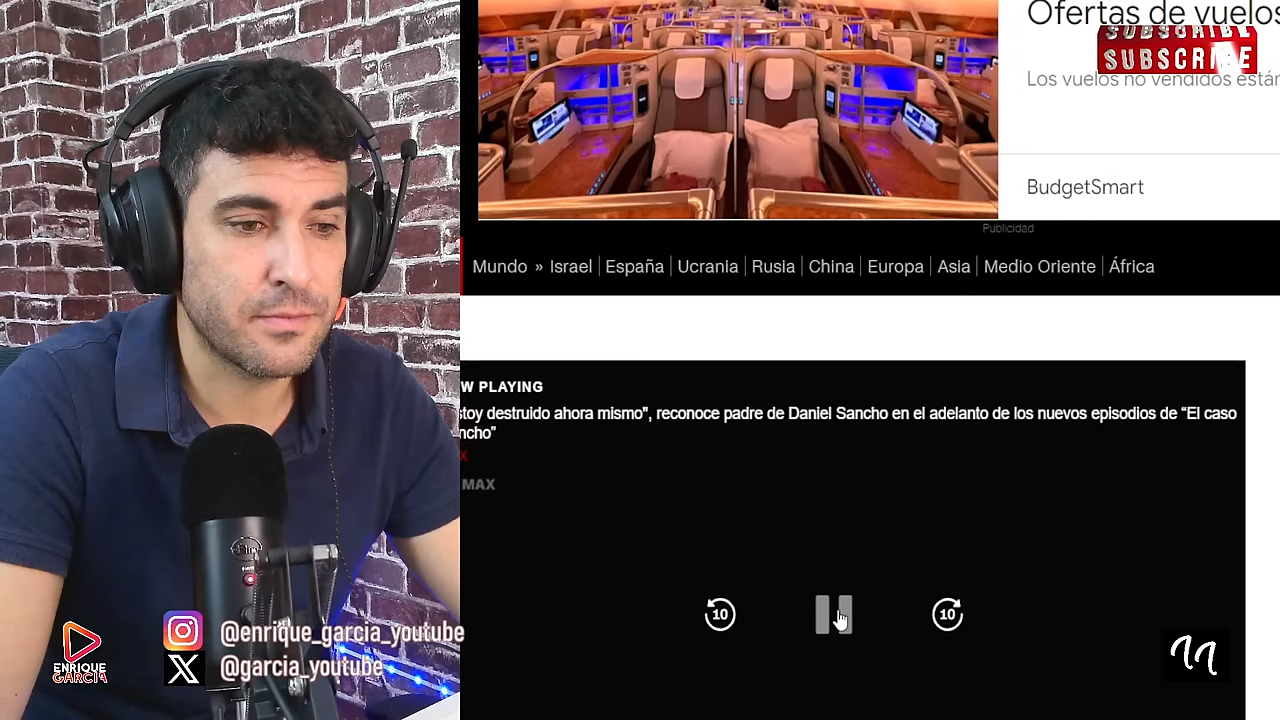 Ofertas de vuelos
SUBSCRIBE
SUBSCRIBE
Los vuelos no vendidos están
BudgetSmart
Publicidad
Mundo » Israel | España | Ucrania | Rusia | China | Europa | Asia | Medio Oriente | África
W PLAYING
toy destruido ahora mismo", reconoce padre de Daniel Sancho en el adelanto de los nuevos episodios de “El caso
ncho”
X
MAX
10
10
@enrique_garcia_youtube
@garcia_youtube
ENRIQUE
GARCIA